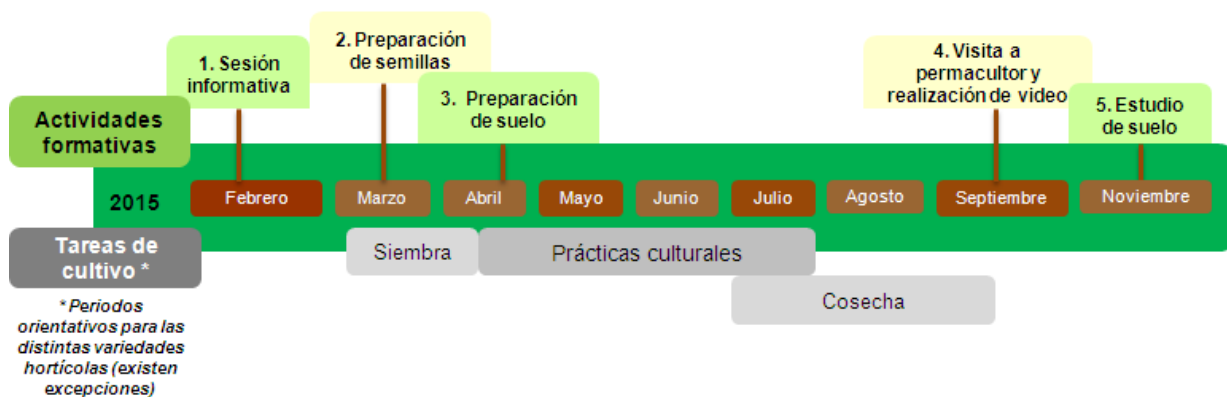 1. Sesión
informativa
2. Preparación
de semillas
3. Preparación
de suelo
4. Visita a
permacultor y
realización de vídeo
5. Estudio
de suelo
Actividades
formativas
2015
Febrero
Marzo
Abril
Mayo
Junio
Julio
Agosto
Septiembre
Noviembre
Tareas de
cultivo *
Siembra
Prácticas culturales
Cosecha
* Periodos
orientativos para las
distintas variedades
hortícolas (existen
excepciones)